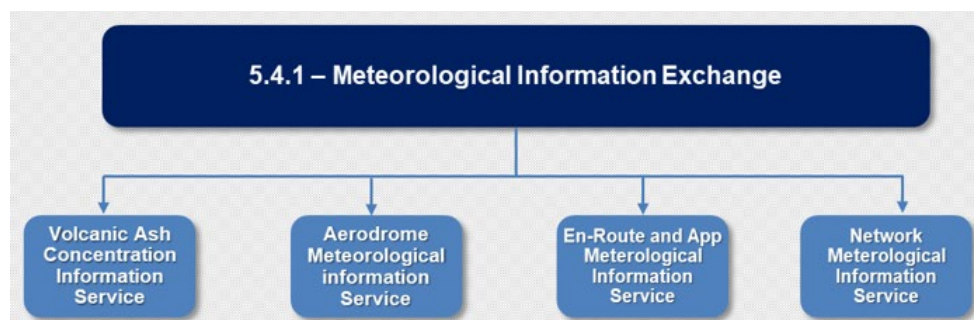 5.4.1 – Meteorological Information Exchange
Volcanic Ash
Concentration
Information
Service
Aerodrome
Meteorological
information
Service
En-Route and App
Meterological
Information
Service
Network
Meterological
Information
Service